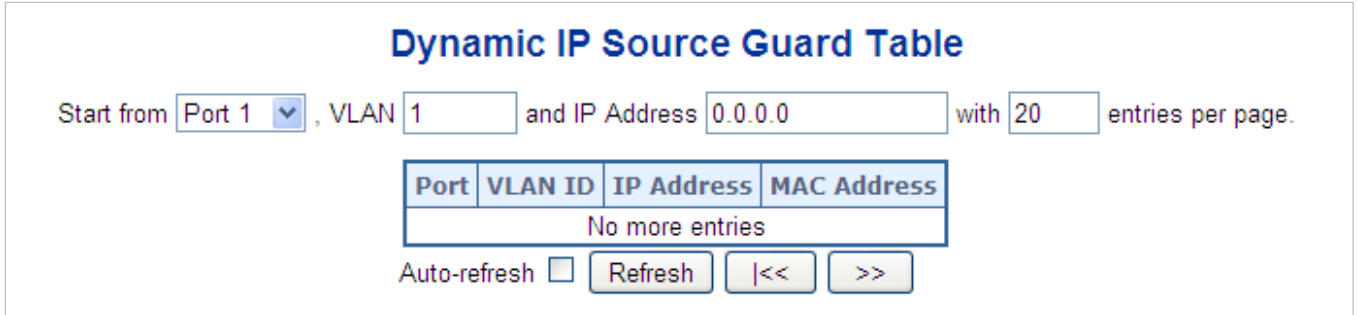 Dynamic IP Source Guard Table
Start from Port 1 , VLAN 1 and IP Address 0.0.0.0 with 20 entries per page.
Port VLAN ID IP Address MAC Address
No more entries
Auto-refresh Refresh |<< >>